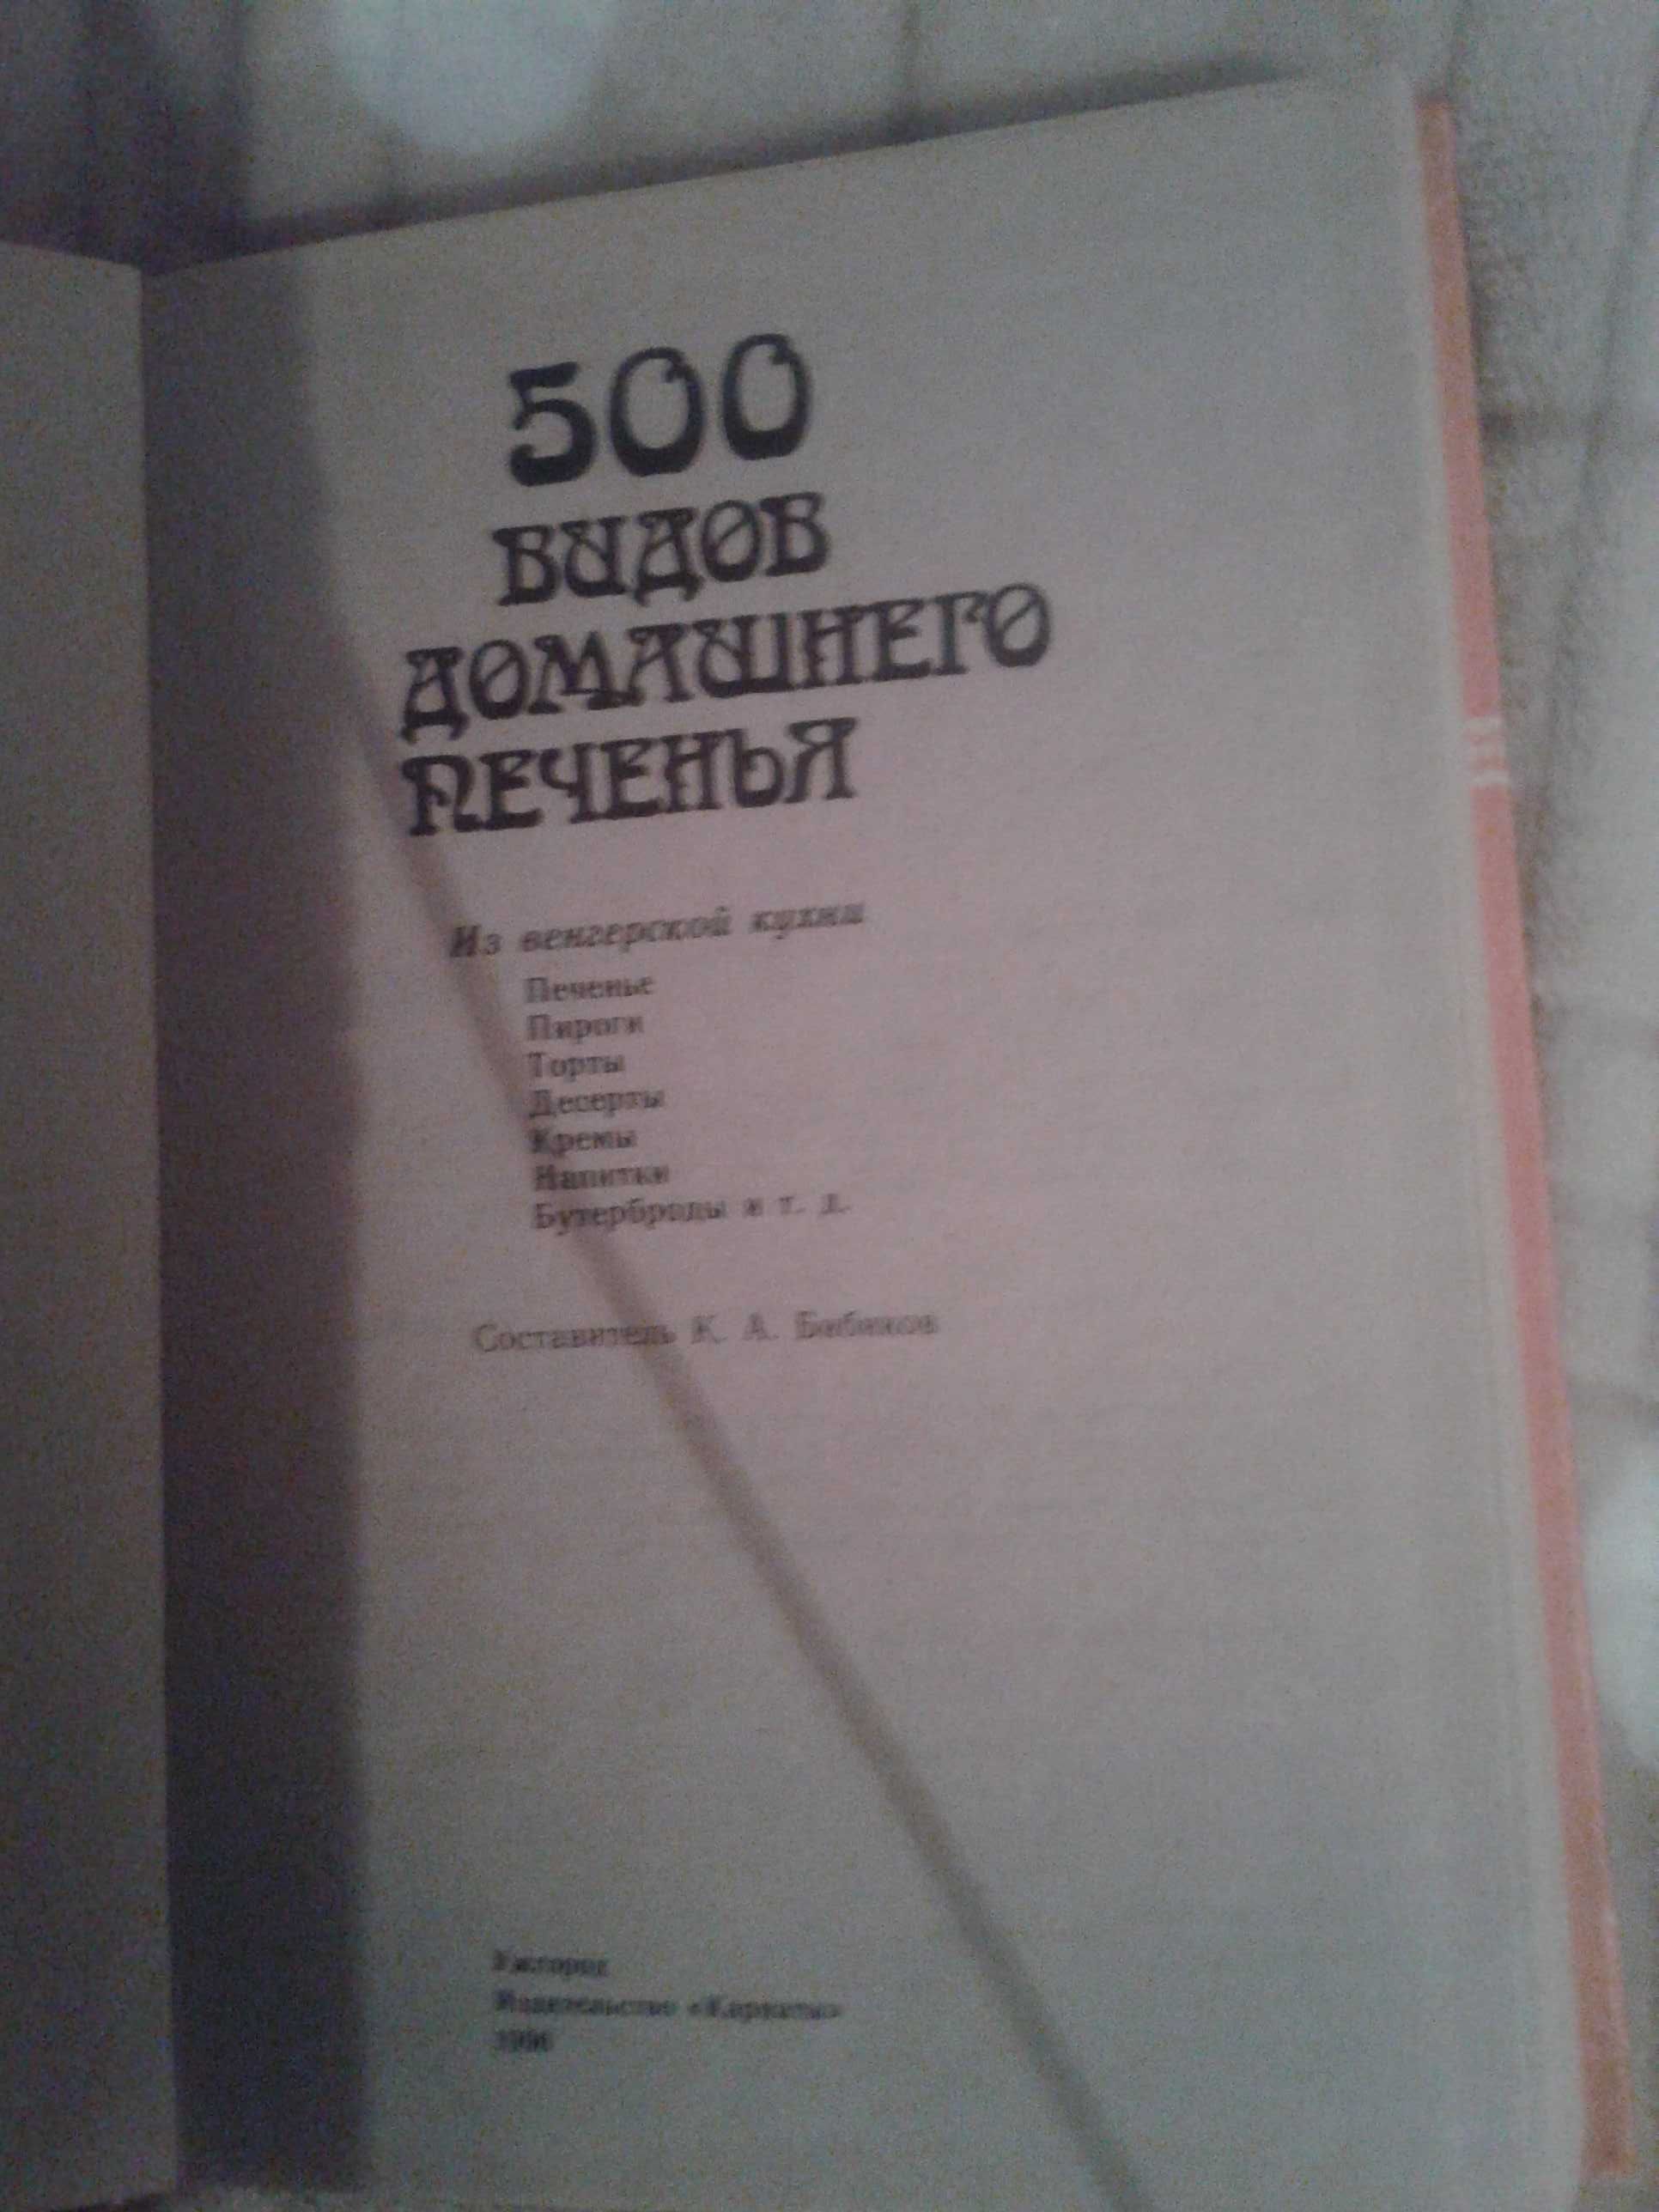 500
ВИДОВ
ДОМАШНЕГО
ПЕЧЕНЬЯ
Из венгерской кухни
Печенье
Пироги
Торты
Десерты
Кремы
Напитки
Бутерброды и т. д.
Составитель К. А. Бибиков
Ужгород
Издательство «Карпаты»